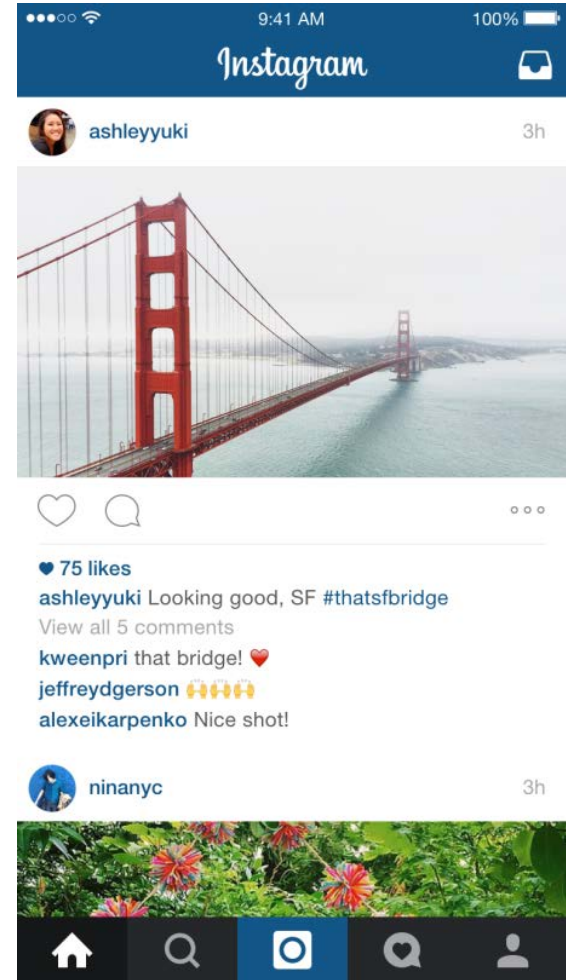 9:41 AM 100%
Instagram
ashleyyuki 3h
75 likes
ashleyyuki Looking good, SF #thatsfbridge
View all 5 comments
kweenpri that bridge! ❤️
jeffreydgerson 🙌🙌🙌
alexeikarpenko Nice shot!
ninanyc 3h